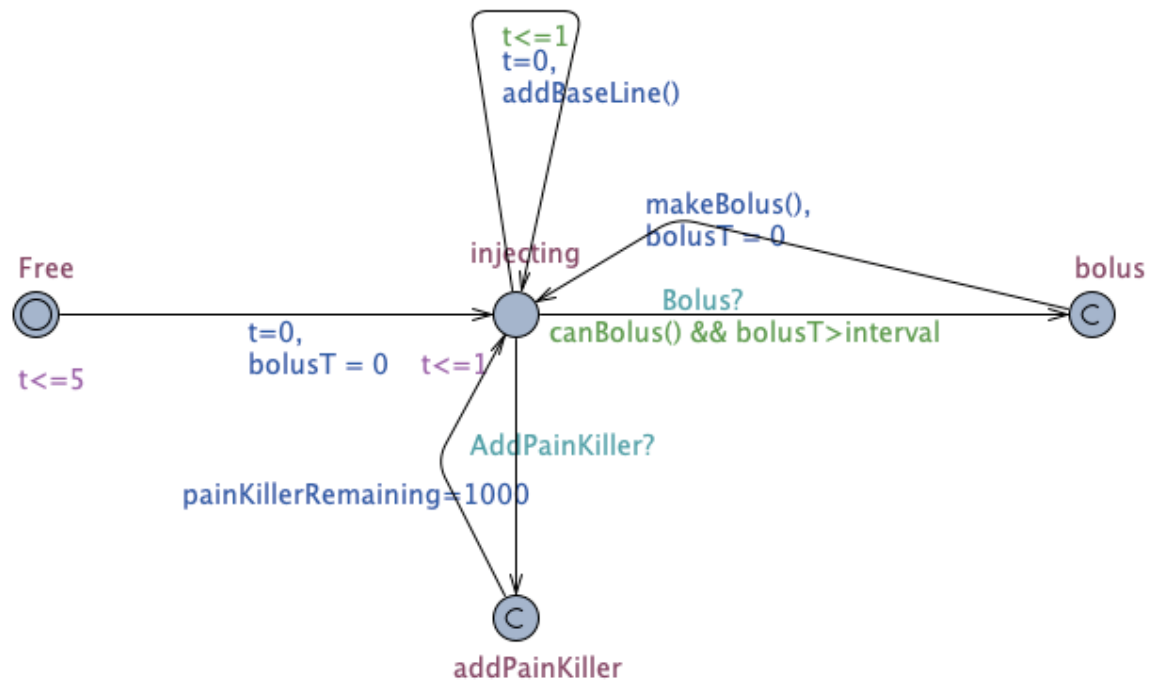 t<=1
t=0,
addBaseLine()
makeBolus(),
bolusT = 0
injecting
Free
bolus
Bolus?
C
canBolus() && bolusT>interval
t=0,
bolusT = 0
t<=1
t<=5
AddPainKiller?
painKillerRemaining=1000
C
addPainKiller